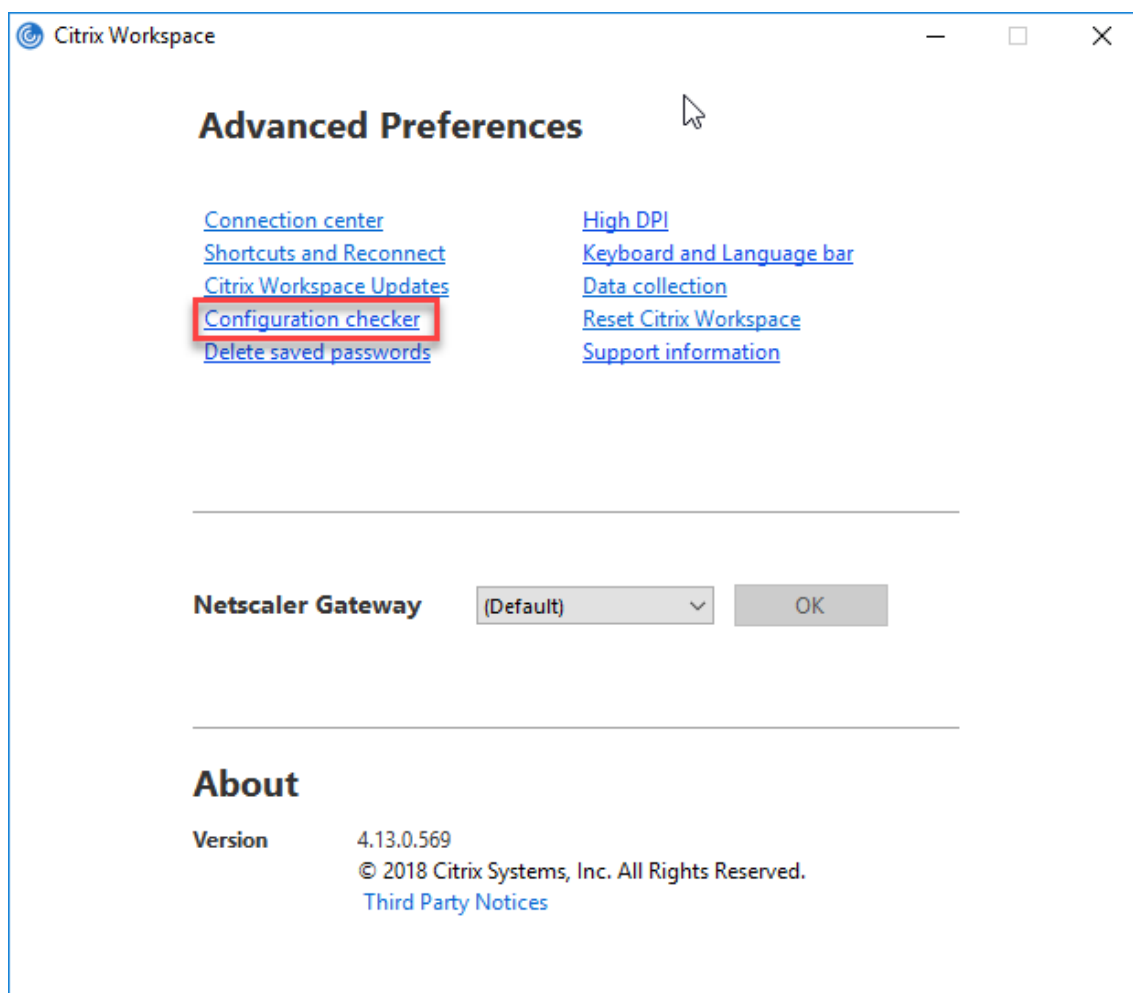 Citrix Workspace
Advanced Preferences
Connection center
Shortcuts and Reconnect
Citrix Workspace Updates
Configuration checker
Delete saved passwords
High DPI
Keyboard and Language bar
Data collection
Reset Citrix Workspace
Support information
Netscaler Gateway (Default) OK
About
Version 4.13.0.569
© 2018 Citrix Systems, Inc. All Rights Reserved.
Third Party Notices